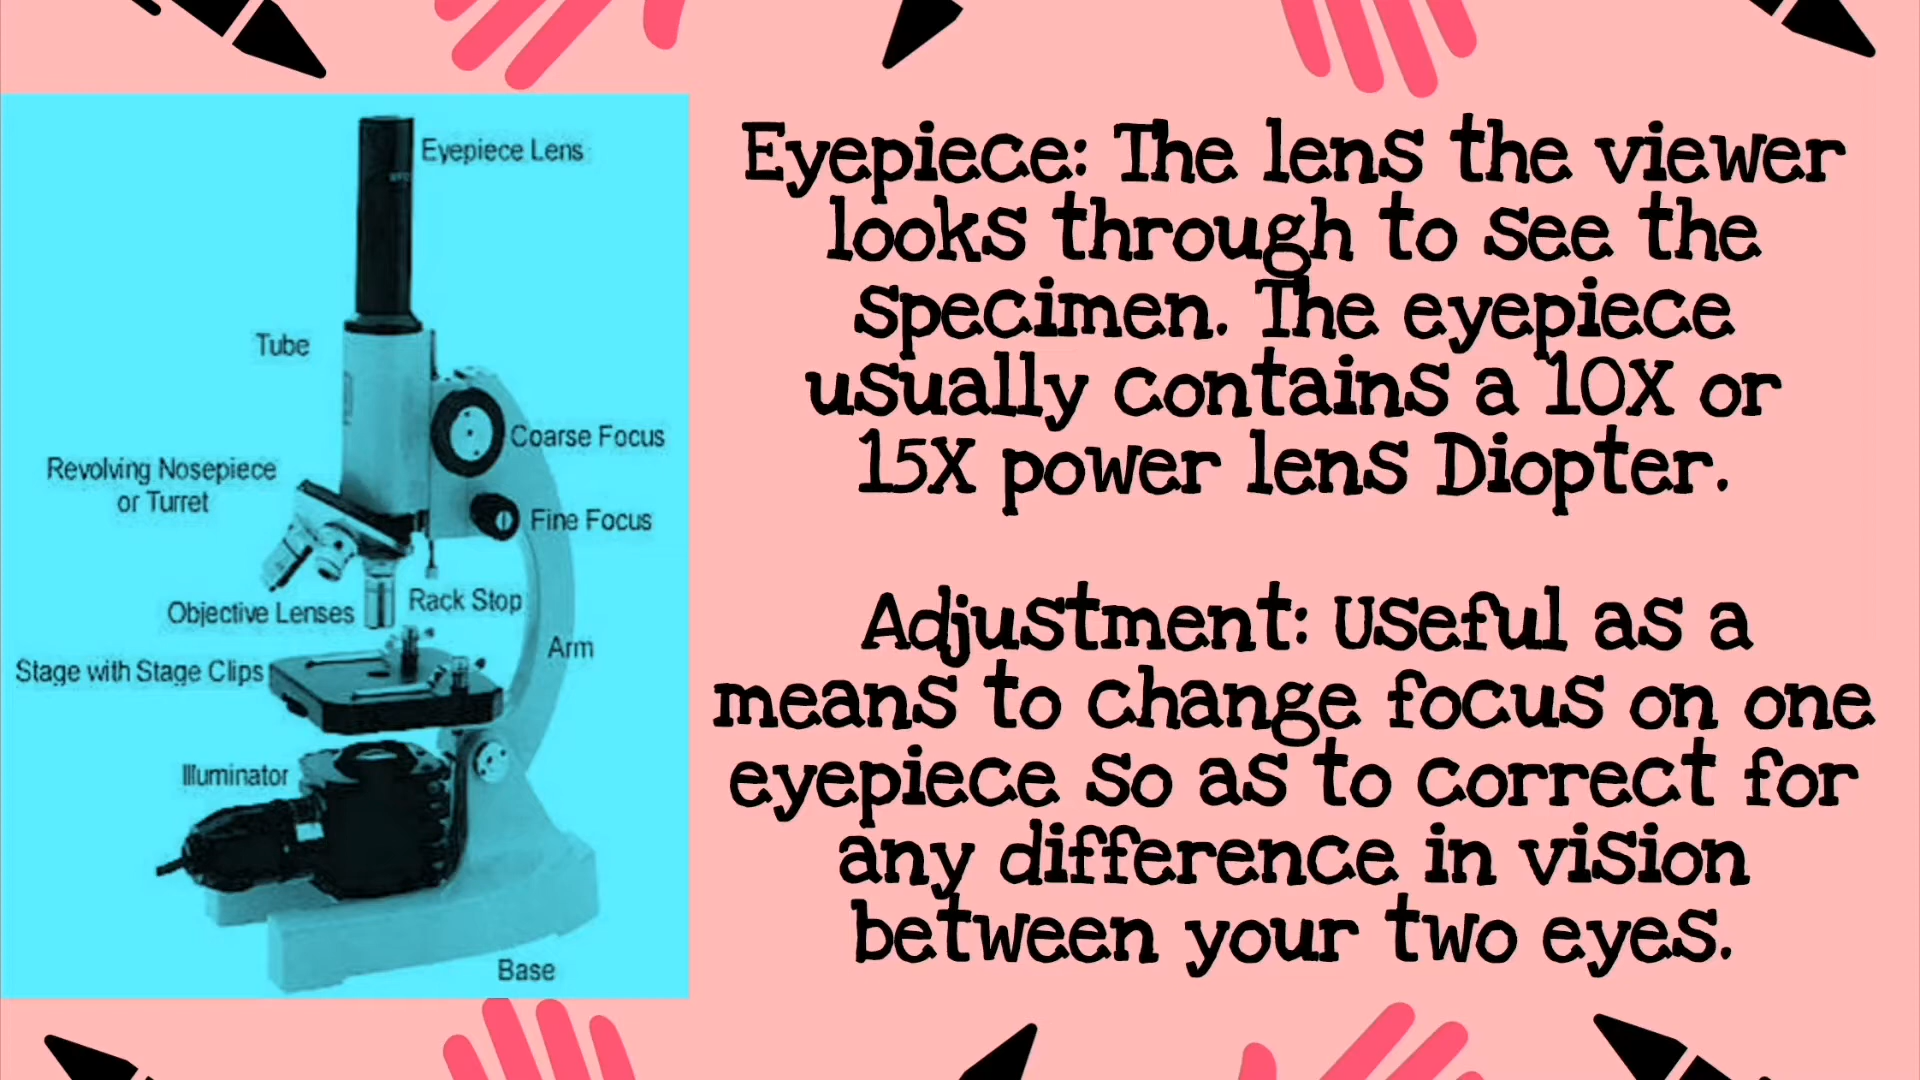 Eyepiece Lens
Tube
Coarse Focus
Revolving Nosepiece
or Turret
Fine Focus
Objective Lenses
Rack Stop
Arm
Stage with Stage Clips
Illuminator
Base
Eyepiece: The lens the viewer
looks through to see the
specimen. The eyepiece
usually contains a 10X or
15X power lens Diopter.
Adjustment: Useful as a
means to change focus on one
eyepiece so as to correct for
any difference in vision
between your two eyes.